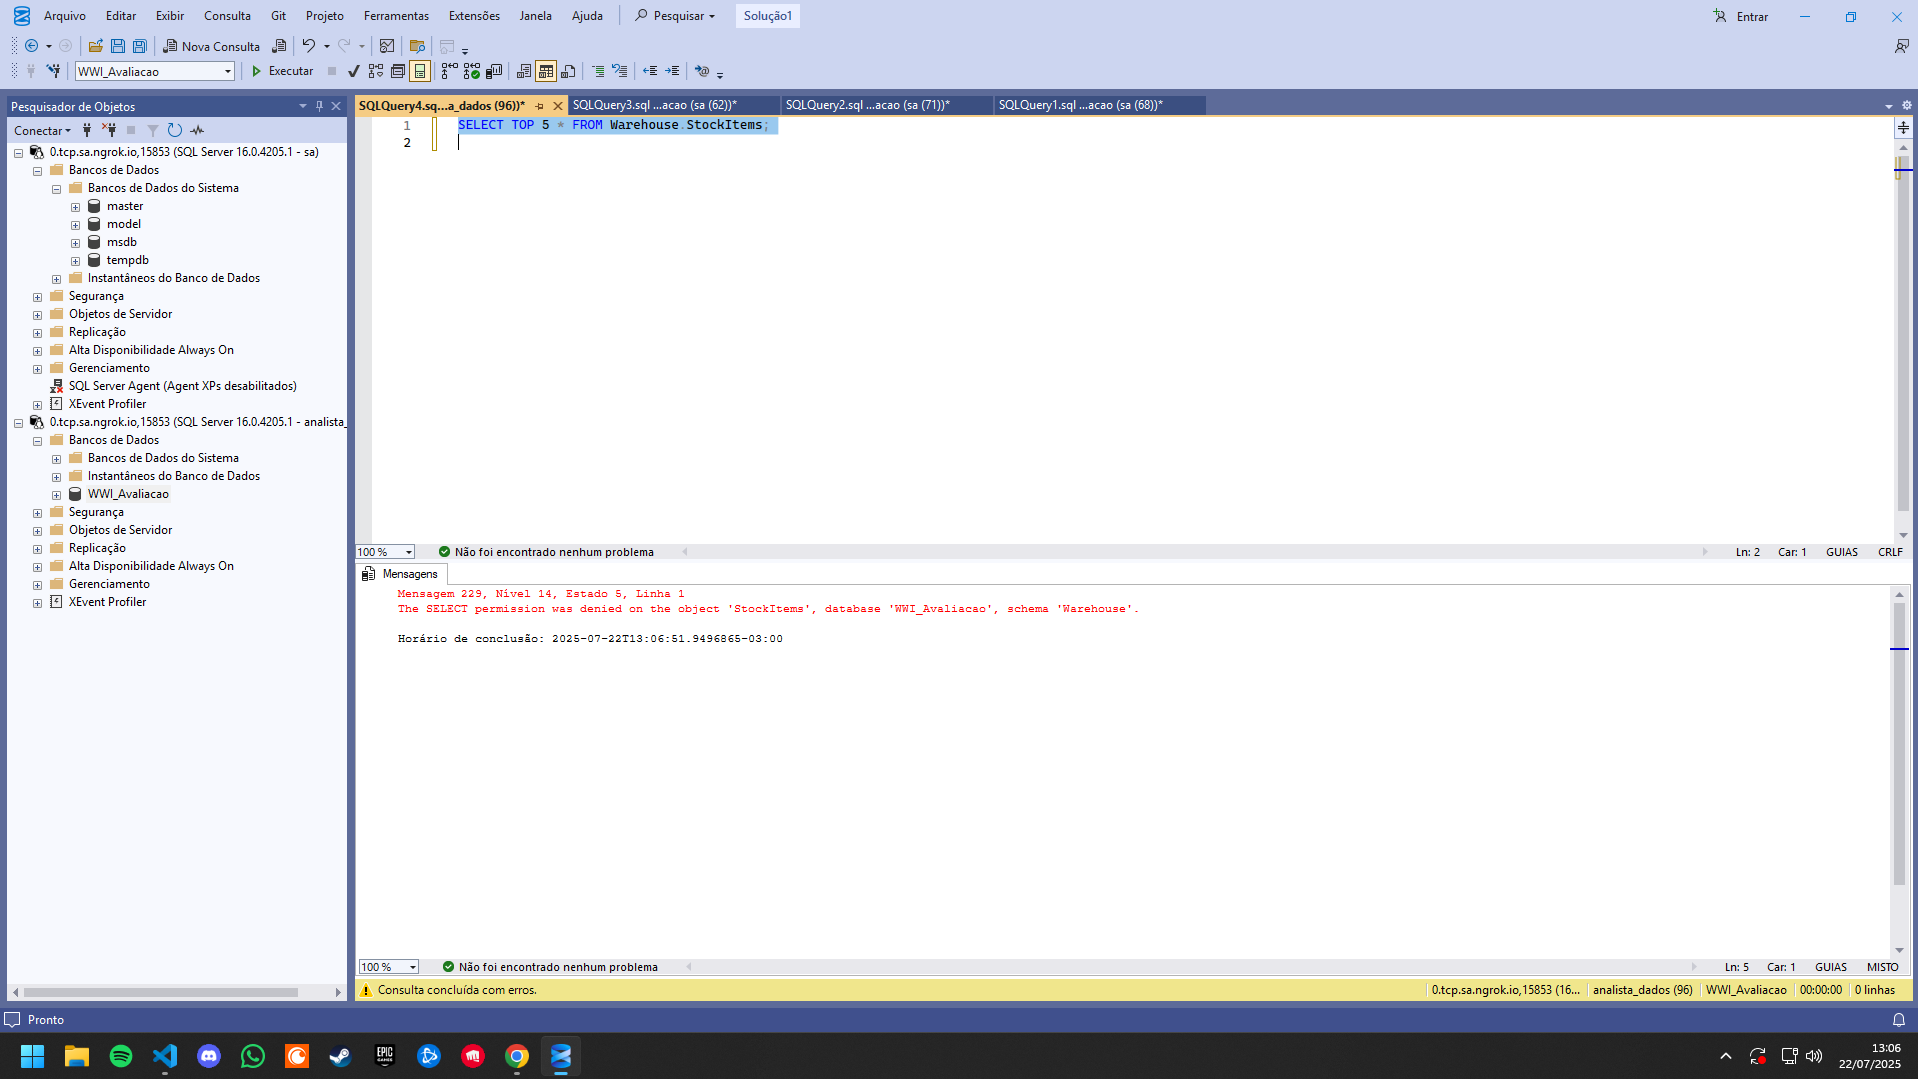 Arquivo Editar Exibir Consulta Git Projeto Ferramentas Extensões Janela Ajuda Pesquisar Solução1 Entrar
Nova Consulta
WWI_Avaliacao Executar
Pesquisador de Objetos
Conectar
0.tcp.sa.ngrok.io,15853 (SQL Server 16.0.4205.1 - sa)
Bancos de Dados
Bancos de Dados do Sistema
master
model
msdb
tempdb
Instantâneos do Banco de Dados
Segurança
Objetos de Servidor
Replicação
Alta Disponibilidade Always On
Gerenciamento
SQL Server Agent (Agent XPs desabilitados)
XEvent Profiler
0.tcp.sa.ngrok.io,15853 (SQL Server 16.0.4205.1 - analista_
Bancos de Dados
Bancos de Dados do Sistema
Instantâneos do Banco de Dados
WWI_Avaliacao
Segurança
Objetos de Servidor
Replicação
Alta Disponibilidade Always On
Gerenciamento
XEvent Profiler
SQLQuery4.sq...a_dados (96))* SQLQuery3.sql ...acao (sa (62))* SQLQuery2.sql ...acao (sa (71))* SQLQuery1.sql ...acao (sa (68))*
1 SELECT TOP 5 * FROM Warehouse.StockItems;
2
100 % Não foi encontrado nenhum problema Ln: 2 Car: 1 GUIAS CRLF
Mensagens
Mensagem 229, Nível 14, Estado 5, Linha 1
The SELECT permission was denied on the object 'StockItems', database 'WWI_Avaliacao', schema 'Warehouse'.
Horário de conclusão: 2025-07-22T13:06:51.9496865-03:00
100 % Não foi encontrado nenhum problema Ln: 5 Car: 1 GUIAS MISTO
Consulta concluída com erros. 0.tcp.sa.ngrok.io,15853 (16... analista_dados (96) WWI_Avaliacao 00:00:00 0 linhas
Pronto
EPIC GAMES
13:06
22/07/2025